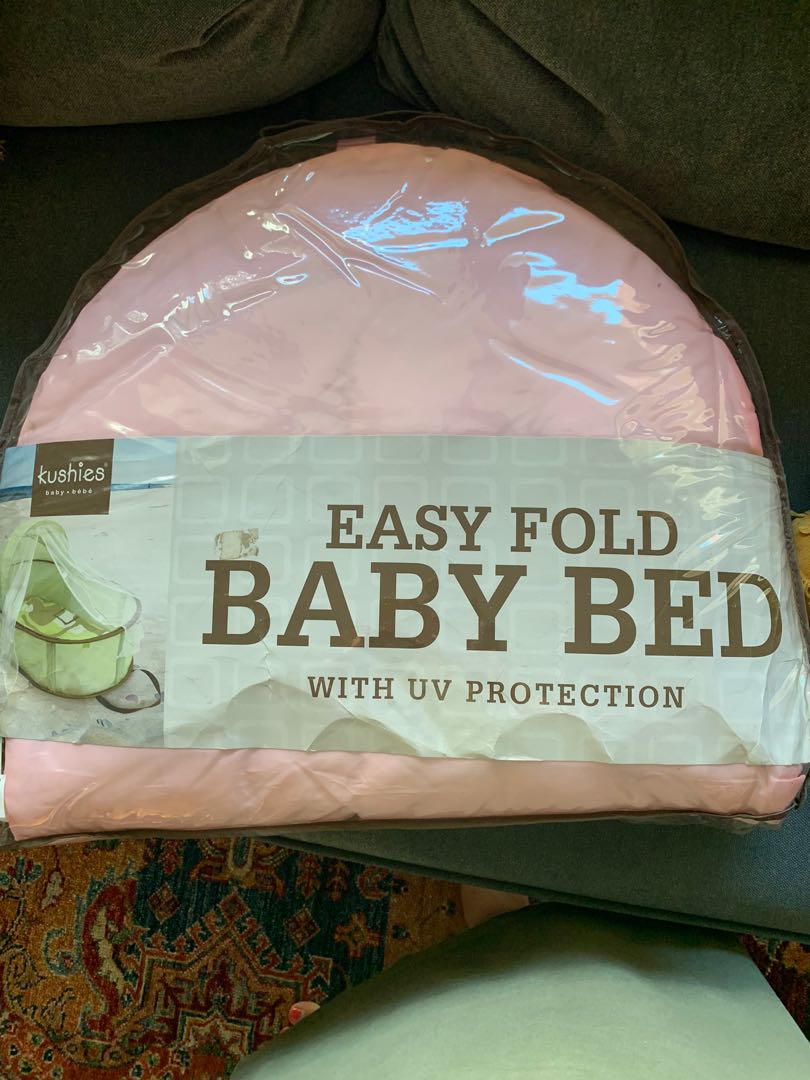 kushies
baby • bébé
EASY FOLD
BABY BED
WITH UV PROTECTION